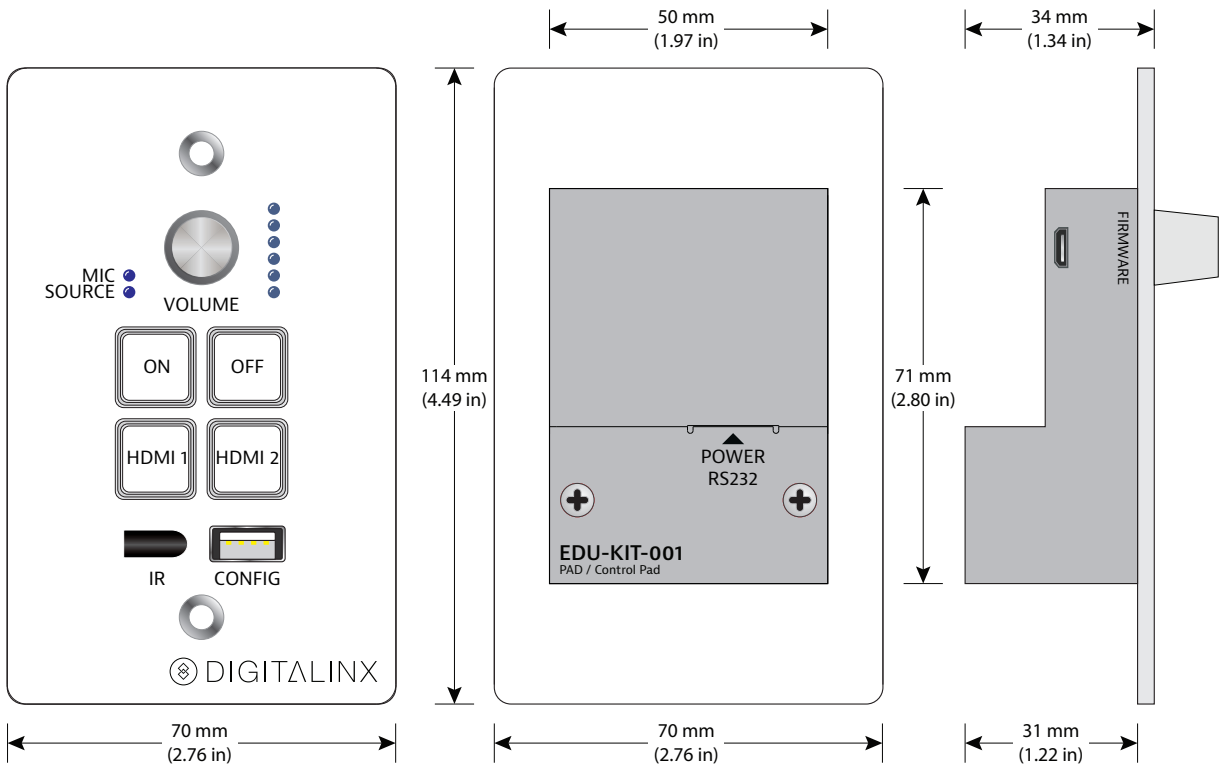 50 mm
(1.97 in)
34 mm
(1.34 in)
MIC
SOURCE
VOLUME
ON
OFF
HDMI 1
HDMI 2
IR
CONFIG
DIGITALINX
70 mm
(2.76 in)
114 mm
(4.49 in)
POWER
RS232
EDU-KIT-001
PAD / Control Pad
70 mm
(2.76 in)
71 mm
(2.80 in)
FIRMWARE
31 mm
(1.22 in)